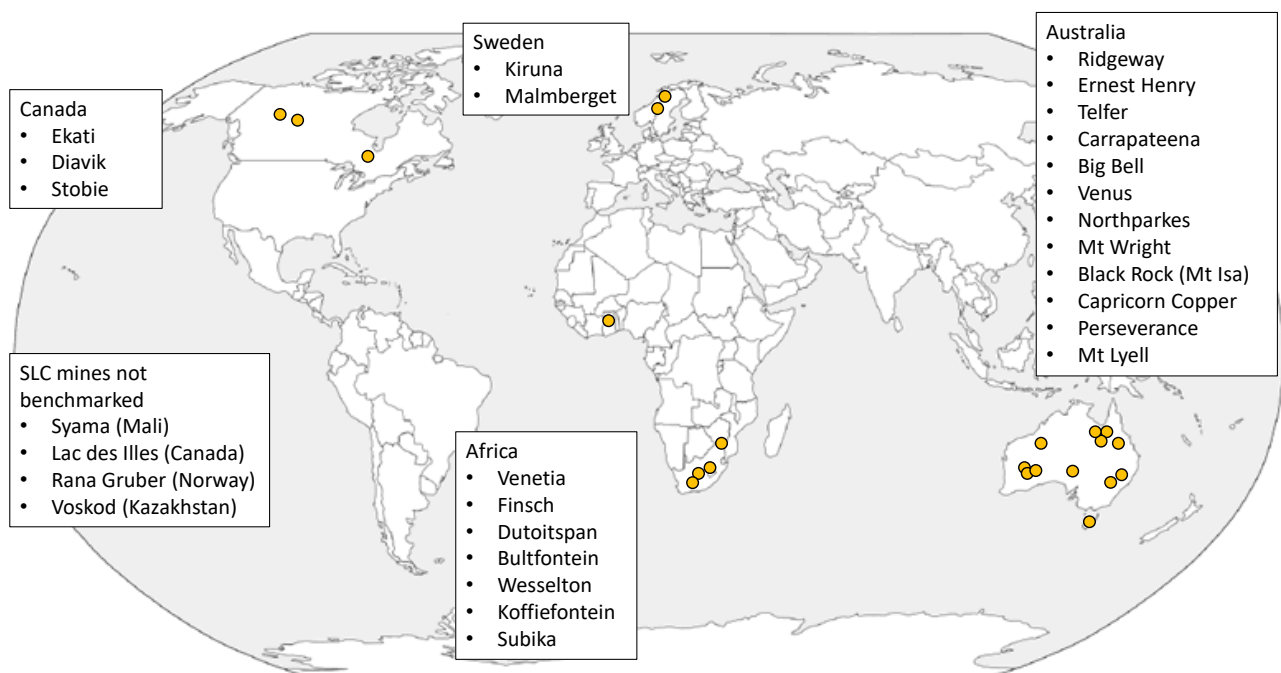 Canada
• Ekati
• Diavik
• Stobie
Sweden
• Kiruna
• Malmberget
Australia
• Ridgeway
• Ernest Henry
• Telfer
• Carrapateena
• Big Bell
• Venus
• Northparkes
• Mt Wright
• Black Rock (Mt Isa)
• Capricorn Copper
• Perseverance
• Mt Lyell
SLC mines not
benchmarked
• Syama (Mali)
• Lac des Illes (Canada)
• Rana Gruber (Norway)
• Voskod (Kazakhstan)
Africa
• Venetia
• Finsch
• Dutoitspan
• Bultfontein
• Wesselton
• Koffiefontein
• Subika